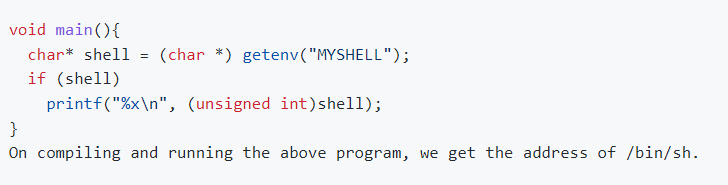 void main(){
char* shell = (char *) getenv("MYSHELL");
if (shell)
printf("%x\n", (unsigned int)shell);
}
On compiling and running the above program, we get the address of /bin/sh.